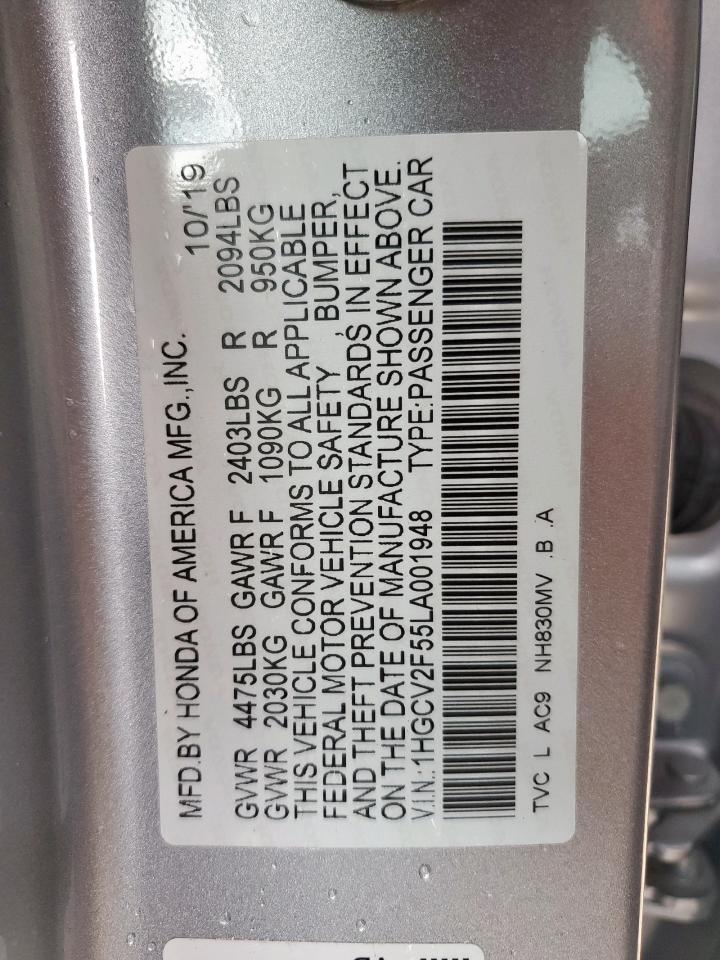 MFD.BY HONDA OF AMERICA MFG.,INC. 10/'19
GVWR 4475LBS GAWR F 2403LBS R 2094LBS
GVWR 2030KG GAWR F 1090KG R 950KG
THIS VEHICLE CONFORMS TO ALL APPLICABLE
FEDERAL MOTOR VEHICLE SAFETY, BUMPER,
AND THEFT PREVENTION STANDARDS IN EFFECT
ON THE DATE OF MANUFACTURE SHOWN ABOVE.
V.I.N.:1HGCV2F55LA001948 TYPE:PASSENGER CAR
TVC L AC9 NH830MV .B .A